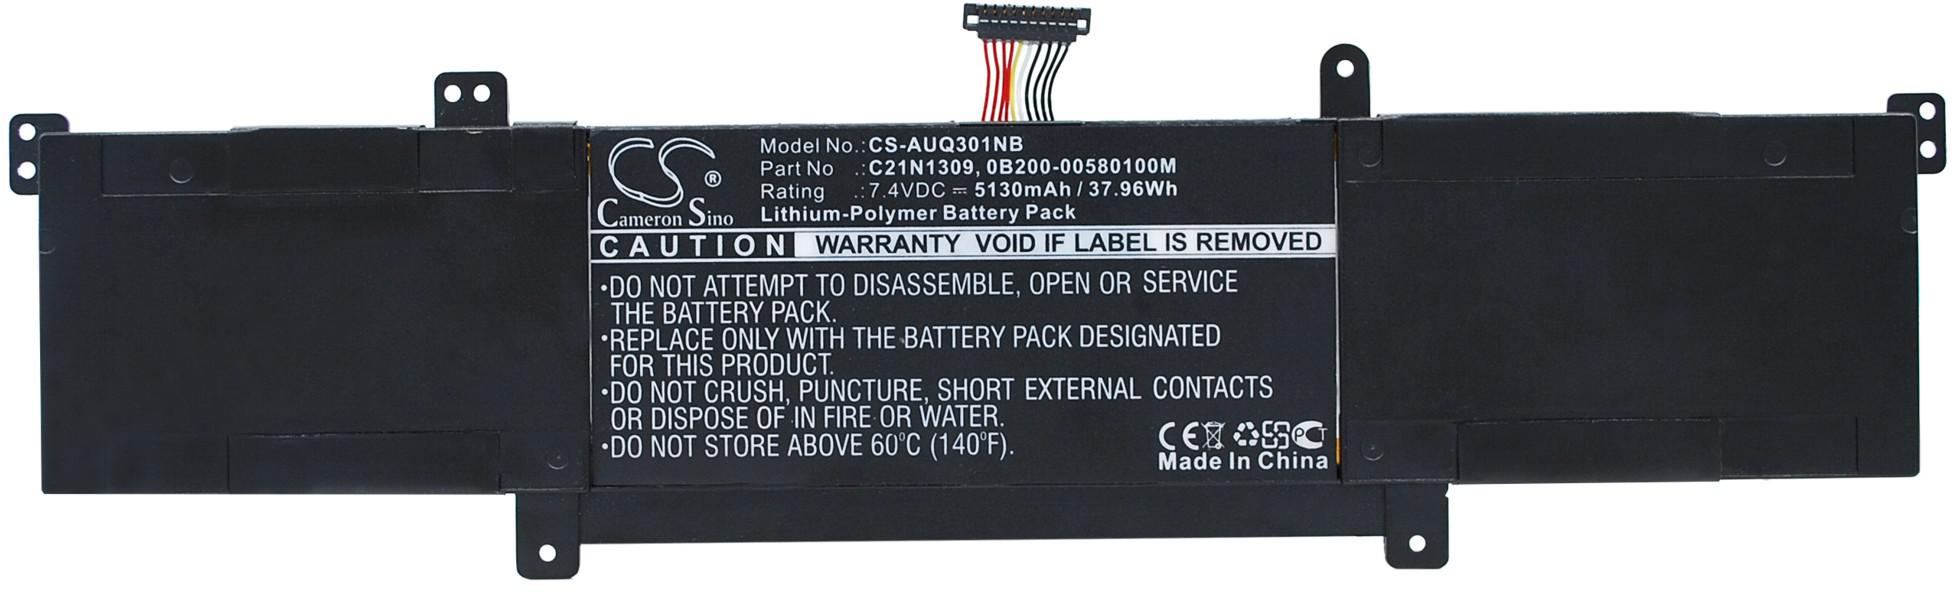 CS ®
Cameron Sino
Model No.:CS-AUQ301NB
Part No .:C21N1309, 0B200-00580100M
Rating .:7.4VDC ⎓ 5130mAh / 37.96Wh
Lithium-Polymer Battery Pack
CAUTION WARRANTY VOID IF LABEL IS REMOVED
•DO NOT ATTEMPT TO DISASSEMBLE, OPEN OR SERVICE
THE BATTERY PACK.
•REPLACE ONLY WITH THE BATTERY PACK DESIGNATED
FOR THIS PRODUCT.
•DO NOT CRUSH, PUNCTURE, SHORT EXTERNAL CONTACTS
OR DISPOSE OF IN FIRE OR WATER.
•DO NOT STORE ABOVE 60°C (140°F).
CE PCT
Made In China